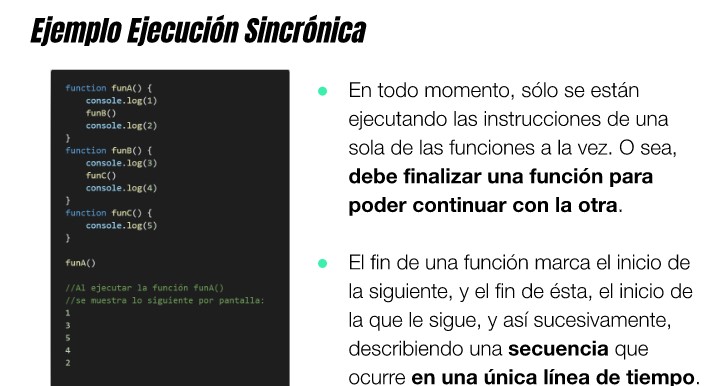 Ejemplo Ejecución Sincrónica
function funA() {
    console.log(1)
    funB()
    console.log(2)
}
function funB() {
    console.log(3)
    funC()
    console.log(4)
}
function funC() {
    console.log(5)
}

funA()

//Al ejecutar la función funA()
//se muestra lo siguiente por pantalla:
1
3
5
4
2
En todo momento, sólo se están
ejecutando las instrucciones de una
sola de las funciones a la vez. O sea,
debe finalizar una función para
poder continuar con la otra.
El fin de una función marca el inicio de
la siguiente, y el fin de ésta, el inicio de
la que le sigue, y así sucesivamente,
describiendo una secuencia que
ocurre en una única línea de tiempo.